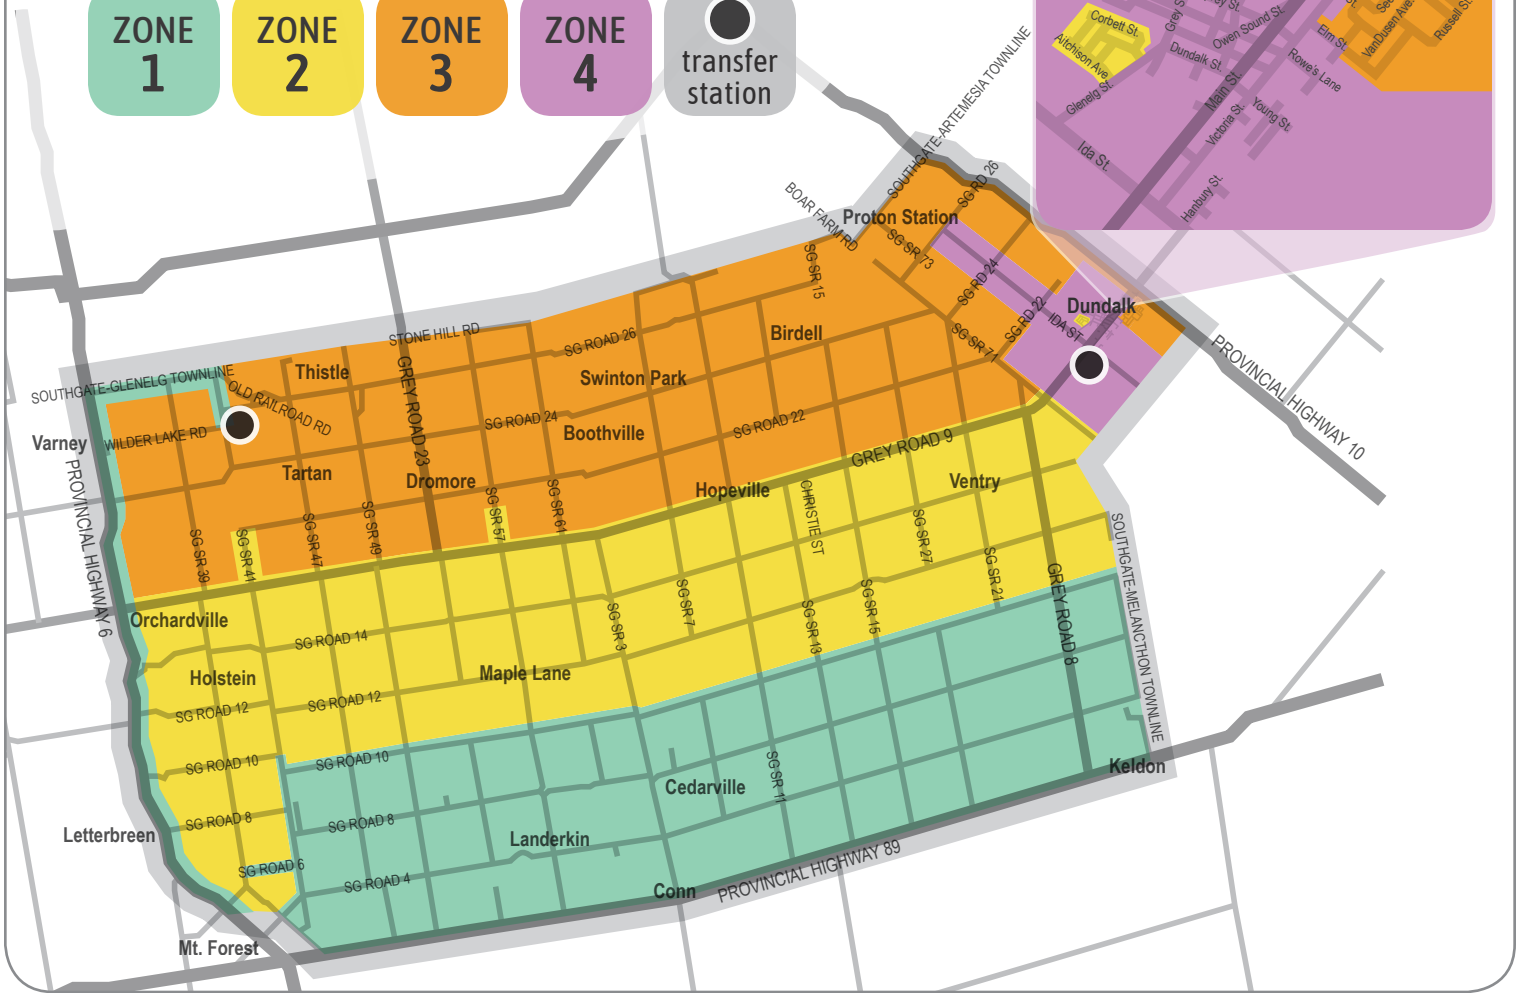 ZONE
1
ZONE
2
ZONE
3
ZONE
4
transfer
station
Corbett St.
Aitchison Ave.
Glenelg St.
Ida St.
Dundalk St.
Owen Sound St.
Main St.
Victoria St.
Young St.
Hanbury St.
Rowe's Lane
Elm St.
VanDusen Ave.
Russell St.
SOUTHGATE-ARTEMESIA TOWNLINE
BOAR FARM RD
Proton Station
SG RD 26
SG SR 73
SG RD 24
SG RD 22
SG SR 71
IDA ST
Dundalk
PROVINCIAL HIGHWAY 10
SG SR 15
Birdell
STONE HILL RD
SG ROAD 26
Swinton Park
SOUTHGATE-GLENELG TOWNLINE
OLD RAILROAD RD
Thistle
GREY ROAD 23
SG ROAD 24
Boothville
SG ROAD 22
GREY ROAD 9
Varney
WILDER LAKE RD
Tartan
Dromore
Hopeville
Ventry
PROVINCIAL HIGHWAY 6
SG SR 39
SG SR 41
SG SR 47
SG SR 49
SG SR 57
SG SR 61
CHRISTIE ST
SG SR 27
SG SR 21
GREY ROAD 8
SOUTHGATE-MELANCTHON TOWNLINE
Orchardville
SG ROAD 14
SG SR 3
SG SR 7
SG SR 13
SG SR 15
Holstein
Maple Lane
SG ROAD 12
SG ROAD 12
SG ROAD 10
SG ROAD 10
SG SR 11
Cedarville
Keldon
SG ROAD 8
SG ROAD 8
Letterbreen
Landerkin
SG ROAD 6
SG ROAD 4
Conn
PROVINCIAL HIGHWAY 89
Mt. Forest